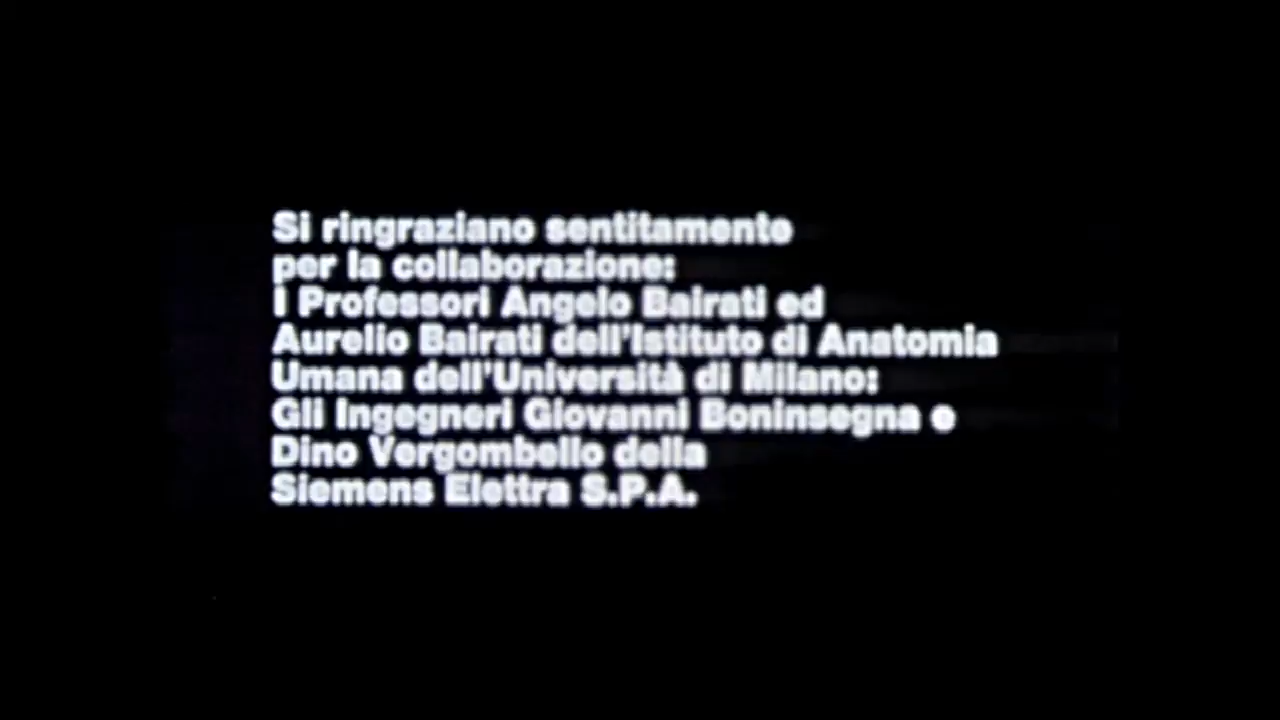 Si ringraziano sentitamente
per la collaborazione:
I Professori Angelo Bairati ed
Aurelio Bairati dell'Istituto di Anatomia
Umana dell'Università di Milano:
Gli Ingegneri Giovanni Boninsegna e
Dino Vergombello della
Siemens Elettra S.P.A.